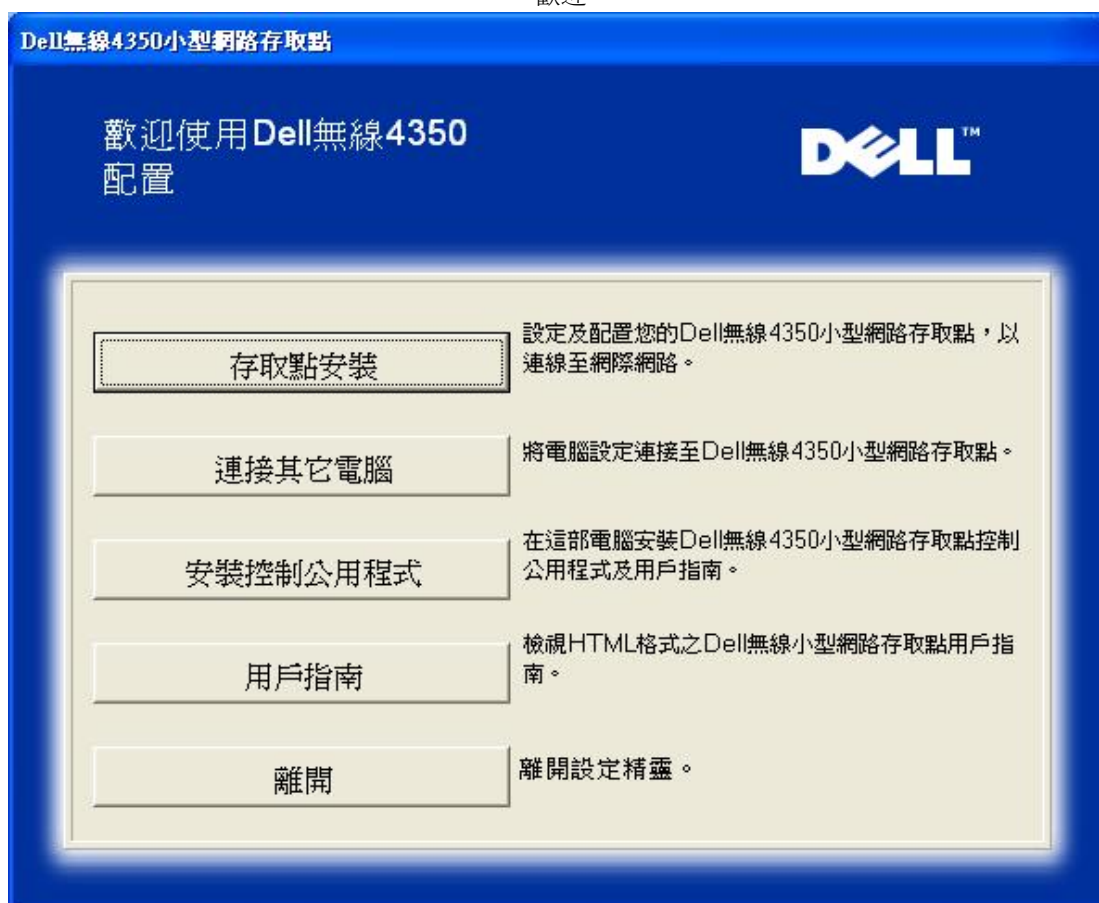 歡迎
Dell無線4350小型網路存取點
歡迎使用Dell無線4350
配置
DELL™
存取點安裝
設定及配置您的Dell無線4350小型網路存取點，以
連線至網際網路。
連接其它電腦
將電腦設定連接至Dell無線4350小型網路存取點。
安裝控制公用程式
在這部電腦安裝Dell無線4350小型網路存取點控制
公用程式及用戶指南。
用戶指南
檢視HTML格式之Dell無線小型網路存取點用戶指
南。
離開
離開設定精靈。